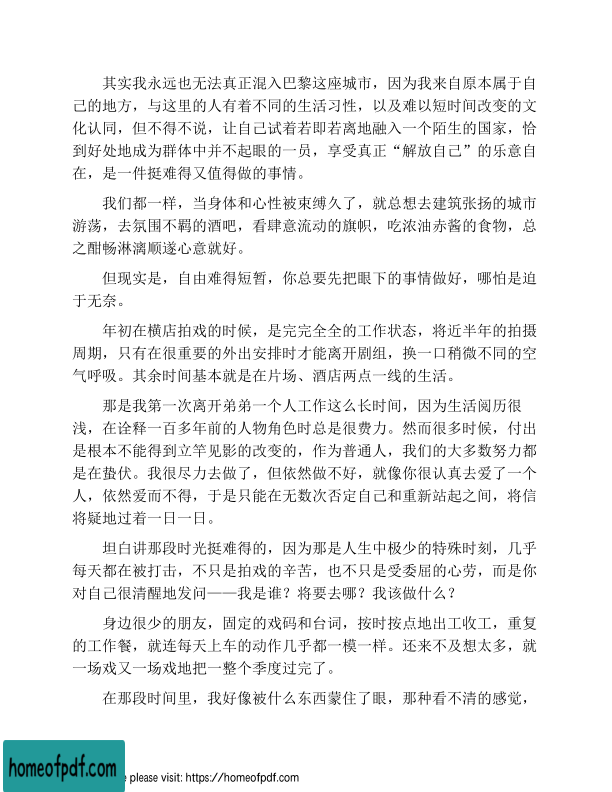 其实我永远也无法真正混入巴黎这座城市，因为我来自原本属于自
己的地方，与这里的人有着不同的生活习性，以及难以短时间改变的文
化认同，但不得不说，让自己试着若即若离地融入一个陌生的国家，恰
到好处地成为群体中并不起眼的一员，享受真正“解放自己”的乐意自
在，是一件挺难得又值得做的事情。
我们都一样，当身体和心性被束缚久了，就总想去建筑张扬的城市
游荡，去氛围不羁的酒吧，看肆意流动的旗帜，吃浓油赤酱的食物，总
之酣畅淋漓顺遂心意就好。
但现实是，自由难得短暂，你总要先把眼下的事情做好，哪怕是迫
于无奈。
年初在横店拍戏的时候，是完完全全的工作状态，将近半年的拍摄
周期，只有在很重要的外出安排时才能离开剧组，换一口稍微不同的空
气呼吸。其余时间基本就是在片场、酒店两点一线的生活。
那是我第一次离开弟弟一个人工作这么长时间，因为生活阅历很
浅，在诠释一百多年前的人物角色时总是很费力。然而很多时候，付出
是根本不能得到立竿见影的改变的，作为普通人，我们的大多数努力都
是在蛰伏。我很尽力去做了，但依然做不好，就像你很认真去爱了一个
人，依然爱而不得，于是只能在无数次否定自己和重新站起之间，将信
将疑地过着一日一日。
坦白讲那段时光挺难得的，因为那是人生中极少的特殊时刻，几乎
每天都在被打击，不只是拍戏的辛苦，也不只是受委屈的心劳，而是你
对自己很清醒地发问——我是谁？将要去哪？我该做什么？
身边很少的朋友，固定的戏码和台词，按时按点地出工收工，重复
的工作餐，就连每天上车的动作几乎都一模一样。还来不及想太多，就
一场戏又一场戏地把一整个季度过完了。
在那段时间里，我好像被什么东西蒙住了眼，那种看不清的感觉，
homeofpdf.com
e please visit: https://homeofpdf.com